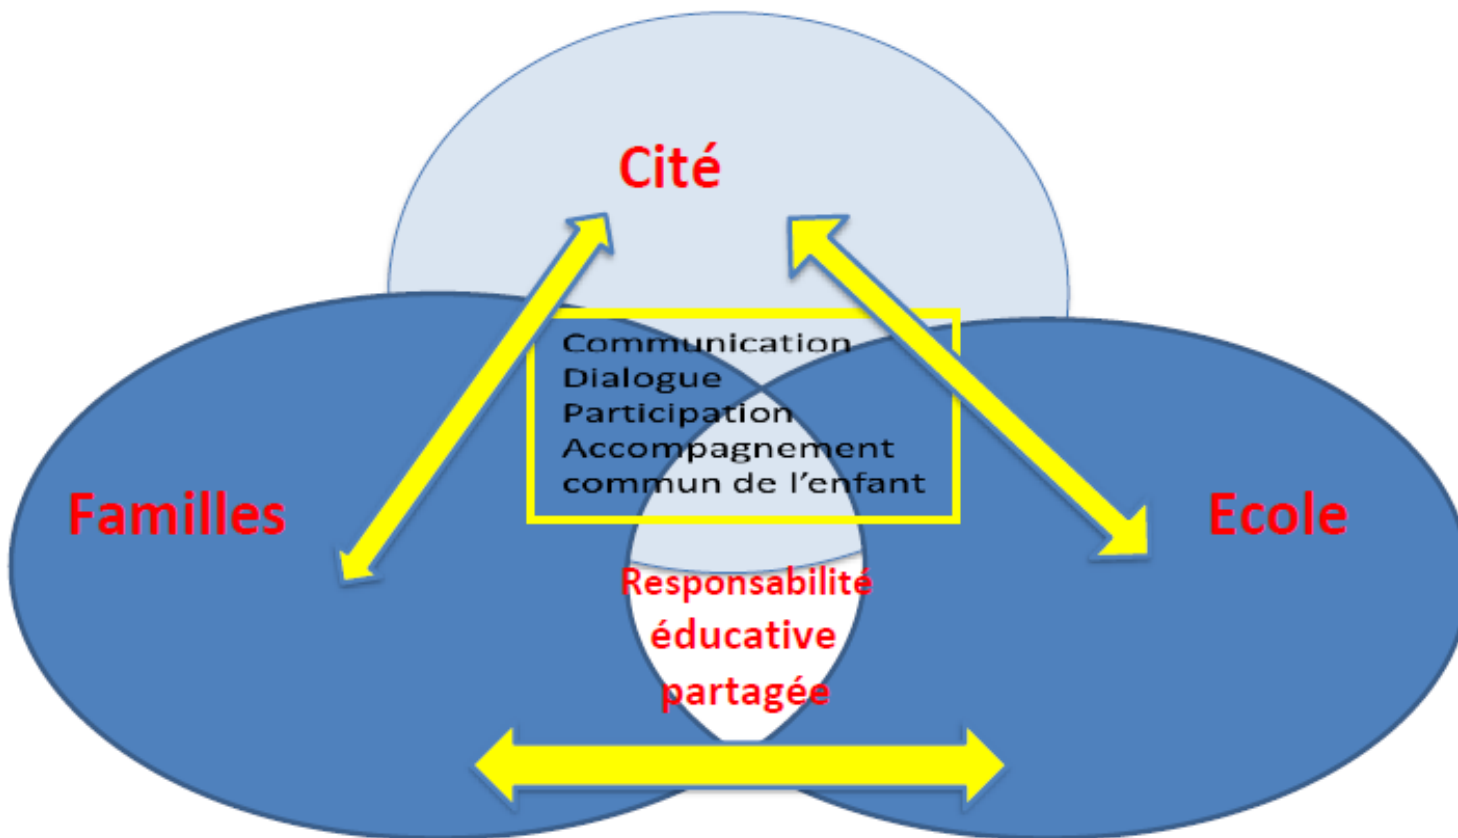 Cité
Communication
Dialogue
Participation
Accompagnement
commun de l'enfant
Familles
Ecole
Responsabilité
éducative
partagée